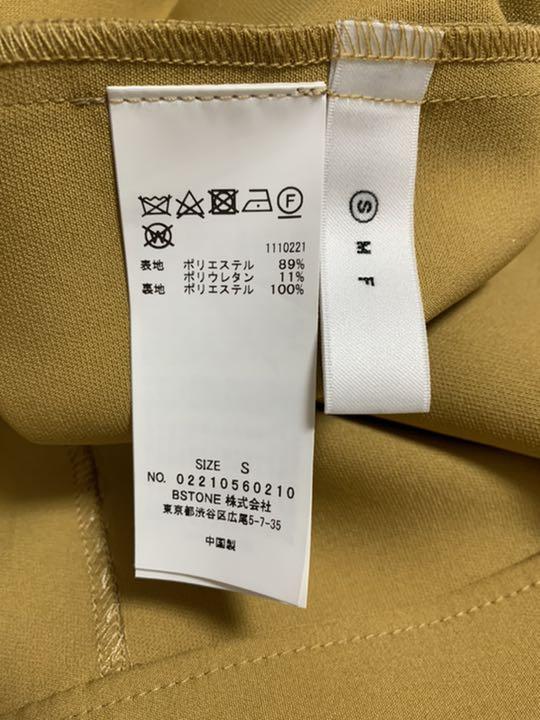 F
W
1110221
表地 ポリエステル 89%
ポリウレタン 11%
裏地 ポリエステル 100%
SIZE S
NO. 02210560210
BSTONE 株式会社
東京都渋谷区広尾5-7-35
中国製
S M F